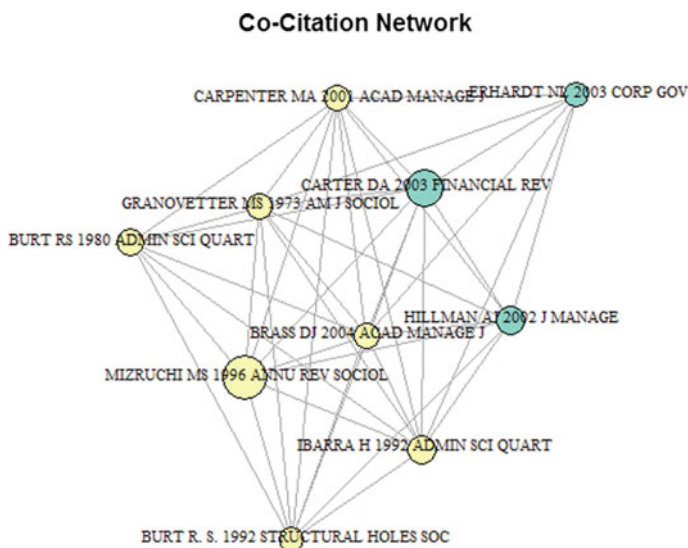 Co-Citation Network
CARPENTER MA 2001 ACAD MANAGE J
ERHARDT NL 2003 CORP GOV
CARTER DA 2003 FINANCIAL REV
GRANOVETTER MS 1973 AM J SOCIOL
BURT RS 1980 ADMIN SCI QUART
HILLMAN AJ 2002 J MANAGE
BRASS DJ 2004 ACAD MANAGE J
MIZRUCHI MS 1996 ANNU REV SOCIOL
IBARRA H 1992 ADMIN SCI QUART
BURT R. S. 1992 STRUCTURAL HOLES SOC